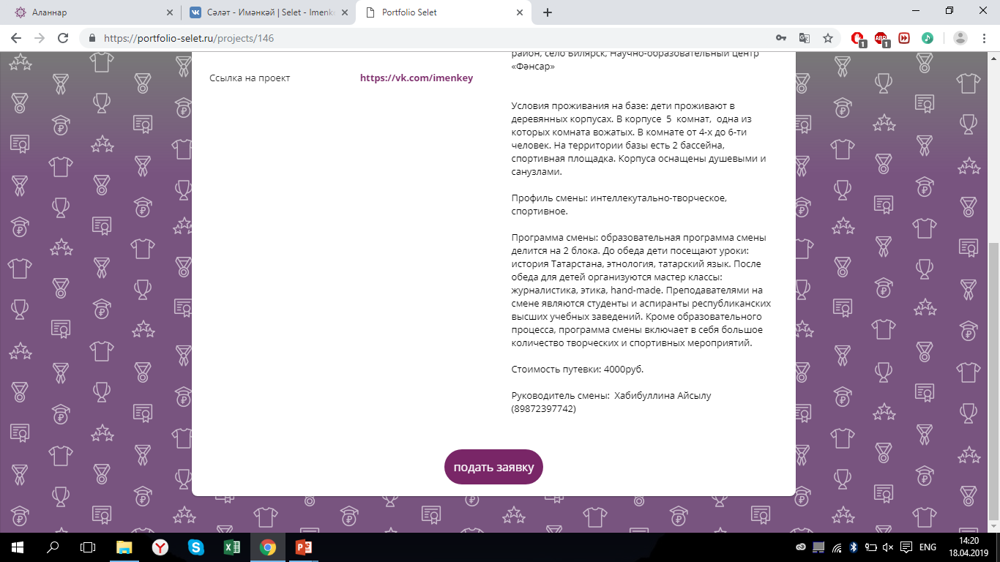 Аланнар
Сәләт - Имәнкәй | Selet - Imenke
Portfolio Selet
https://portfolio-selet.ru/projects/146
1
1
район, село Билярск, Научно-образовательный центр
«Фәнсар»
Ссылка на проект
https://vk.com/imenkey
Условия проживания на базе: дети проживают в
деревянных корпусах. В корпусе 5 комнат, одна из
которых комната вожатых. В комнате от 4-х до 6-ти
человек. На территории базы есть 2 бассейна,
спортивная площадка. Корпуса оснащены душевыми и
санузлами.
Профиль смены: интеллекутально-творческое,
спортивное.
Программа смены: образовательная программа смены
делится на 2 блока. До обеда дети посещают уроки:
история Татарстана, этнология, татарский язык. После
обеда для детей организуются мастер классы:
журналистика, этика, hand-made. Преподавателями на
смене являются студенты и аспиранты республиканских
высших учебных заведений. Кроме образовательного
процесса, программа смены включает в себя большое
количество творческих и спортивных мероприятий.
Стоимость путевки: 4000руб.
Руководитель смены: Хабибуллина Айсылу
(89872397742)
подать заявку
ENG
14:20
18.04.2019